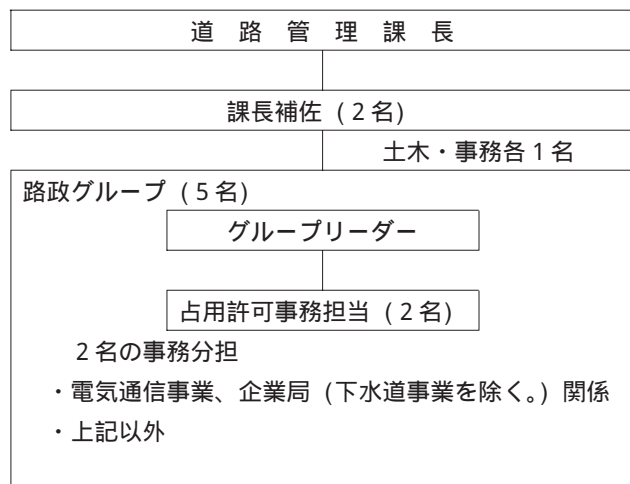 道　路　管　理　課　長
課長補佐 (２名)
土木・事務各１名
路政グループ (５名)
グループリーダー
占用許可事務担当 (２名)
２名の事務分担
・電気通信事業、企業局 (下水道事業を除く。) 関係
・上記以外